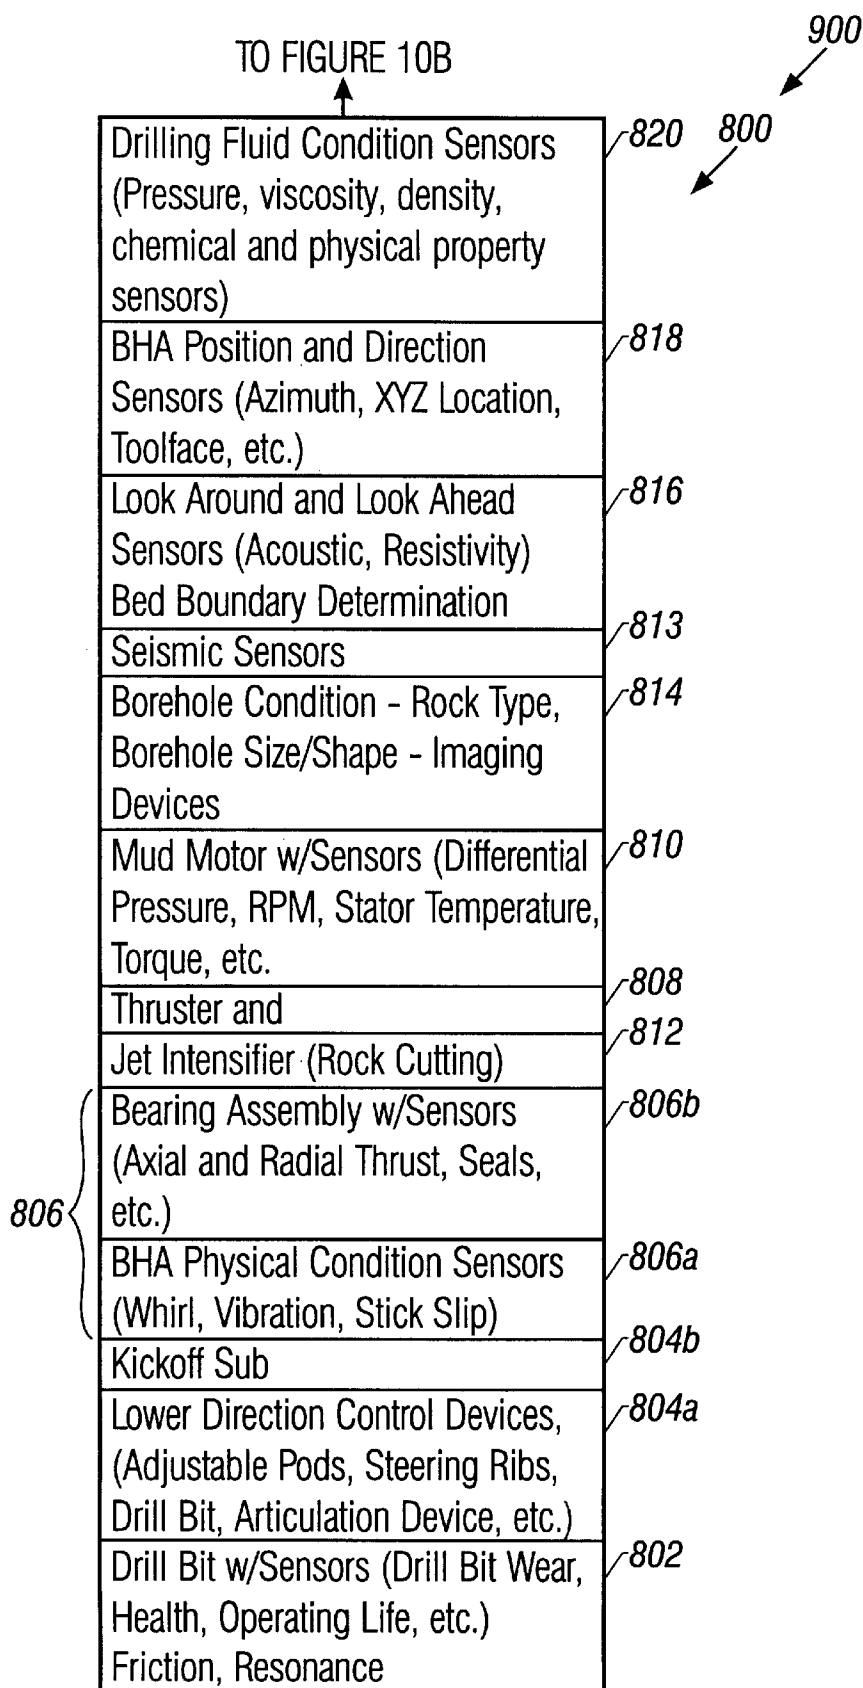 900
TO FIGURE 10B
820 800
Drilling Fluid Condition Sensors
(Pressure, viscosity, density,
chemical and physical property
sensors)
818
BHA Position and Direction
Sensors (Azimuth, XYZ Location,
Toolface, etc.)
816
Look Around and Look Ahead
Sensors (Acoustic, Resistivity)
Bed Boundary Determination
813
Seismic Sensors
814
Borehole Condition - Rock Type,
Borehole Size/Shape - Imaging
Devices
810
Mud Motor w/Sensors (Differential
Pressure, RPM, Stator Temperature,
Torque, etc.
808
Thruster and
812
Jet Intensifier (Rock Cutting)
806b
Bearing Assembly w/Sensors
(Axial and Radial Thrust, Seals,
etc.)
806
806a
BHA Physical Condition Sensors
(Whirl, Vibration, Stick Slip)
804b
Kickoff Sub
804a
Lower Direction Control Devices,
(Adjustable Pods, Steering Ribs,
Drill Bit, Articulation Device, etc.)
802
Drill Bit w/Sensors (Drill Bit Wear,
Health, Operating Life, etc.)
Friction, Resonance